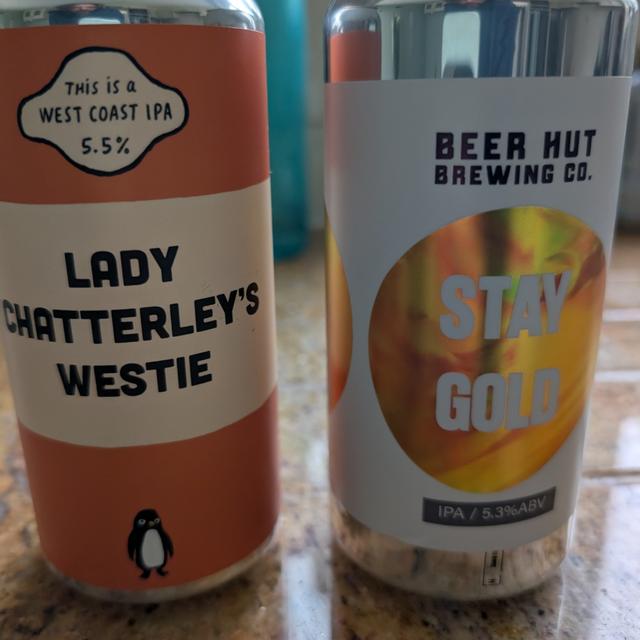 This is a
WEST COAST IPA
5.5%
LADY
CHATTERLEY'S
WESTIE
BEER HUT
BREWING CO.
STAY
GOLD
IPA / 5.3%ABV